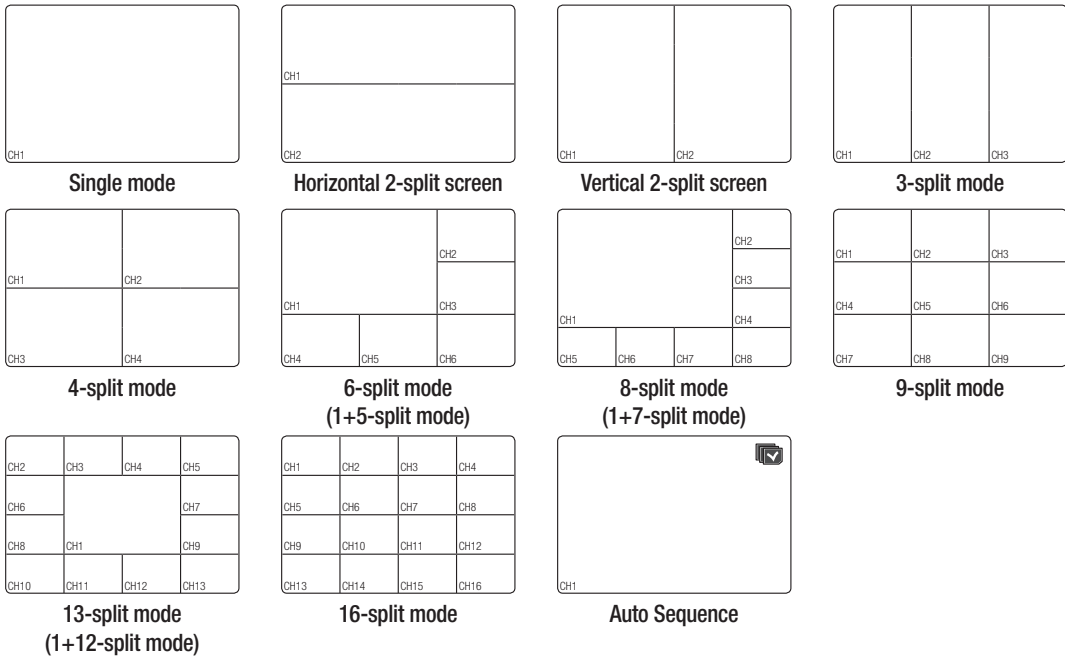 CH1
Single mode
CH1
CH2
Horizontal 2-split screen
CH1 CH2
Vertical 2-split screen
CH1 CH2 CH3
3-split mode
CH1 CH2
CH3 CH4
4-split mode
CH2
CH1 CH3
CH4 CH5 CH6
6-split mode
(1+5-split mode)
CH2
CH3
CH1 CH4
CH5 CH6 CH7 CH8
8-split mode
(1+7-split mode)
CH1 CH2 CH3
CH4 CH5 CH6
CH7 CH8 CH9
9-split mode
CH2 CH3 CH4 CH5
CH6 CH7
CH8 CH1 CH9
CH10 CH11 CH12 CH13
13-split mode
(1+12-split mode)
CH1 CH2 CH3 CH4
CH5 CH6 CH7 CH8
CH9 CH10 CH11 CH12
CH13 CH14 CH15 CH16
16-split mode
CH1
Auto Sequence